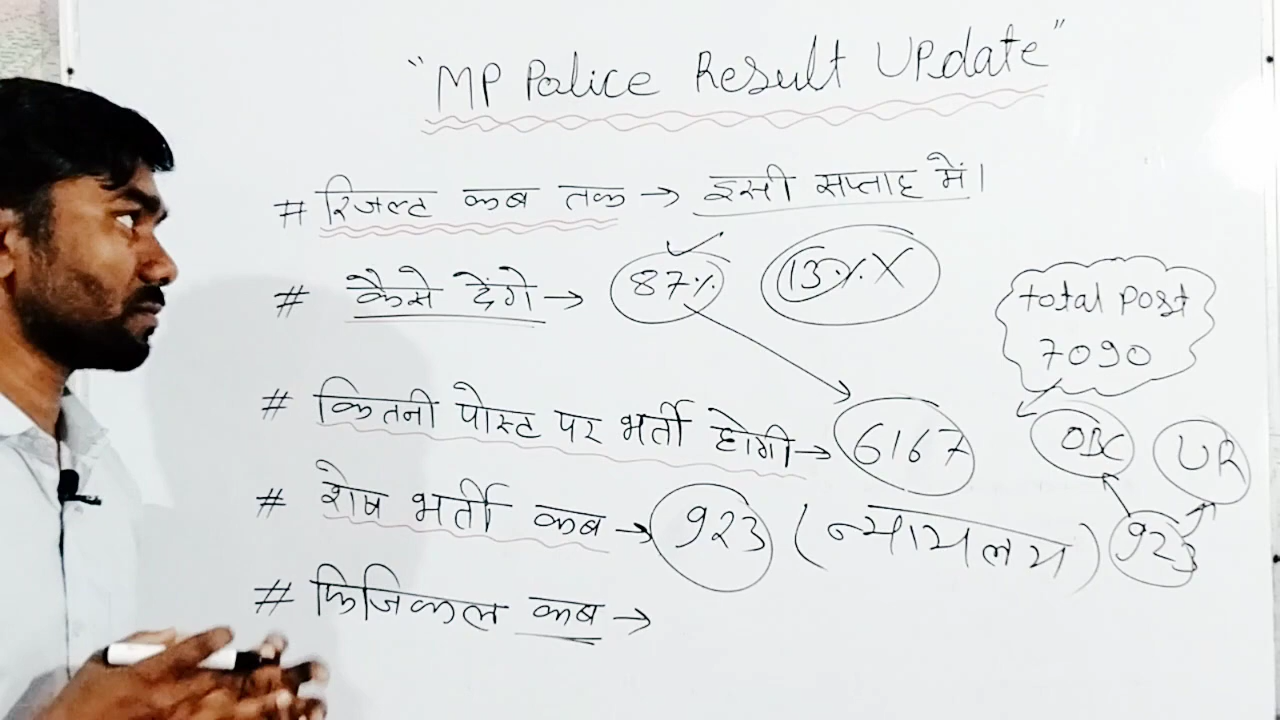 "MP Police Result UPdate"
# रिजल्ट कब तक → इसी सप्ताह में।
# कैसे देंगे → 87% ✓ 13% X
total post
7090
# कितनी पोस्ट पर भर्ती होगी → 6167 OBC UR
# शेष भर्ती कब → 923 (न्यायलय) 923
# फिजिकल कब →